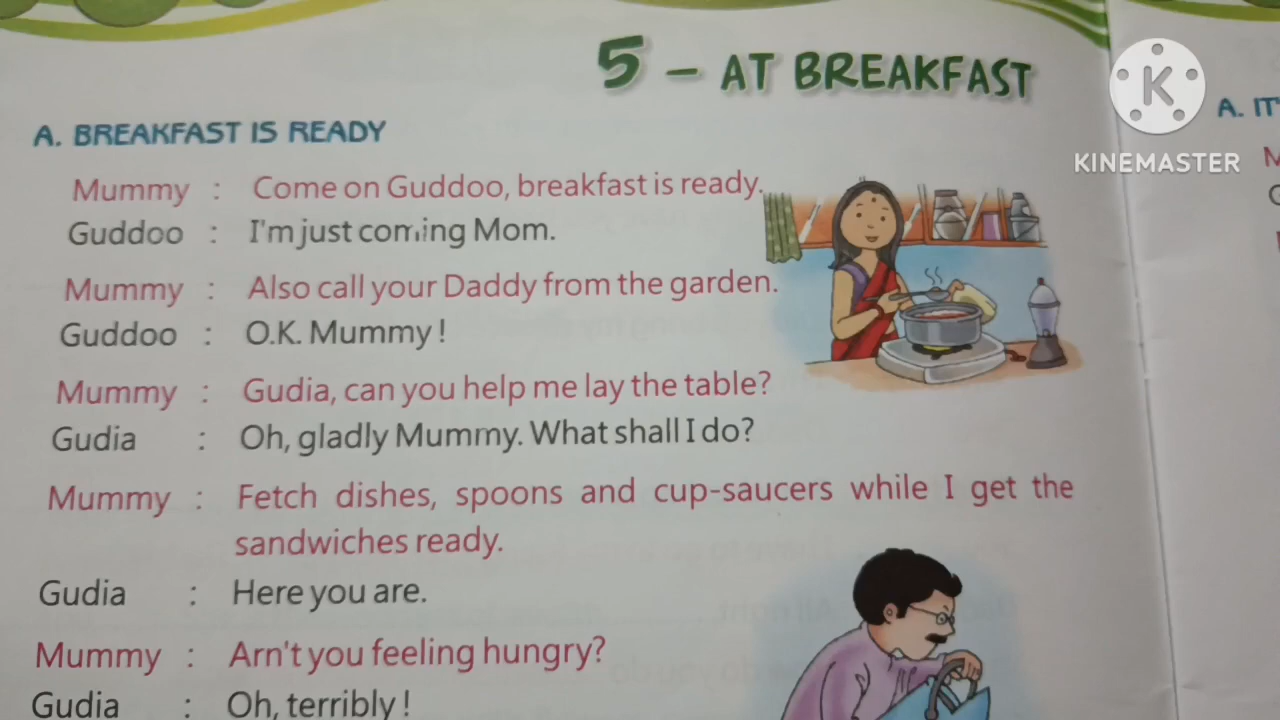 5 – AT BREAKFAST
A. BREAKFAST IS READY
Mummy : Come on Guddoo, breakfast is ready.
Guddoo : I'm just coming Mom.
Mummy : Also call your Daddy from the garden.
Guddoo : O.K. Mummy !
Mummy : Gudia, can you help me lay the table?
Gudia : Oh, gladly Mummy. What shall I do?
Mummy : Fetch dishes, spoons and cup-saucers while I get the
sandwiches ready.
Gudia : Here you are.
Mummy : Arn't you feeling hungry?
Gudia : Oh, terribly !
K
KINEMASTER
A. IT